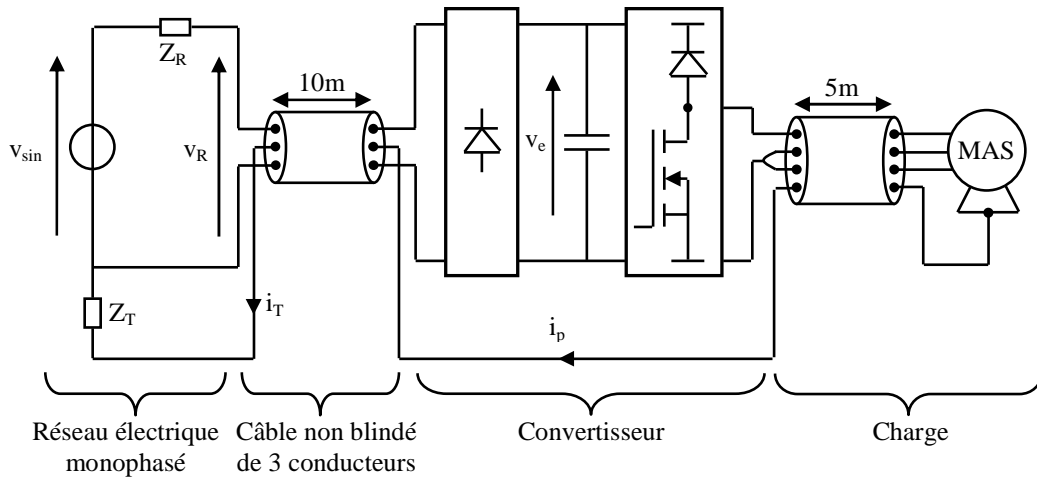 Z_R
10m
5m
v_sin
v_R
v_e
MAS
Z_T
i_T
i_p
Réseau électrique
monophasé
Câble non blindé
de 3 conducteurs
Convertisseur
Charge